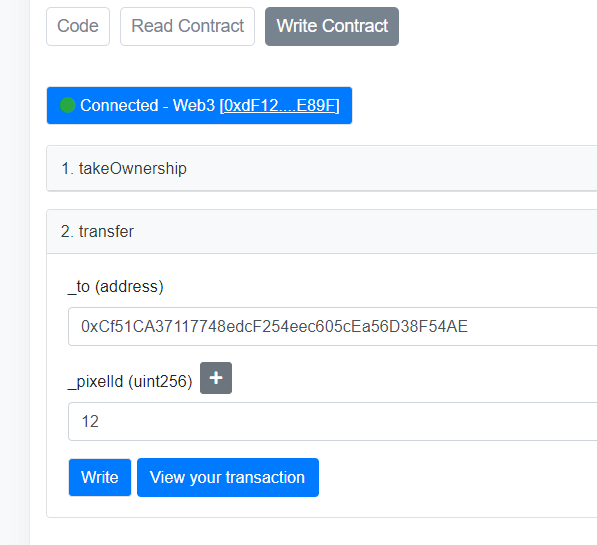 Code Read Contract Write Contract
Connected - Web3 [0xdF12....E89F]
1. takeOwnership
2. transfer
_to (address)
0xCf51CA37117748edcF254eec605cEa56D38F54AE
_pixelId (uint256) +
12
Write View your transaction